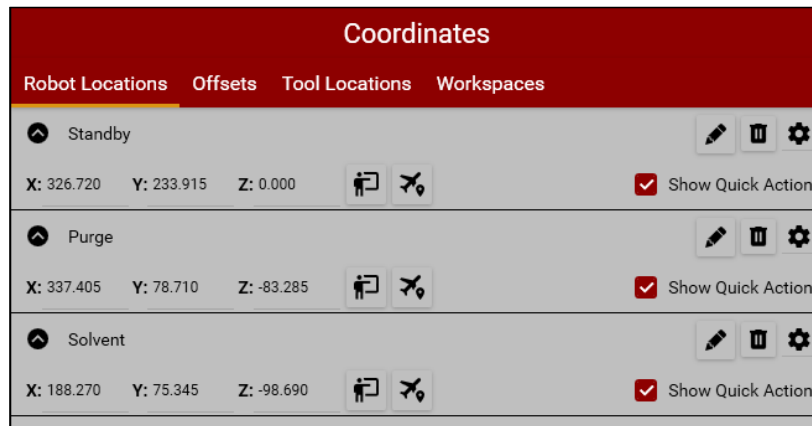 Coordinates
Robot Locations Offsets Tool Locations Workspaces
Standby
X: 326.720 Y: 233.915 Z: 0.000 Show Quick Action
Purge
X: 337.405 Y: 78.710 Z: -83.285 Show Quick Action
Solvent
X: 188.270 Y: 75.345 Z: -98.690 Show Quick Action